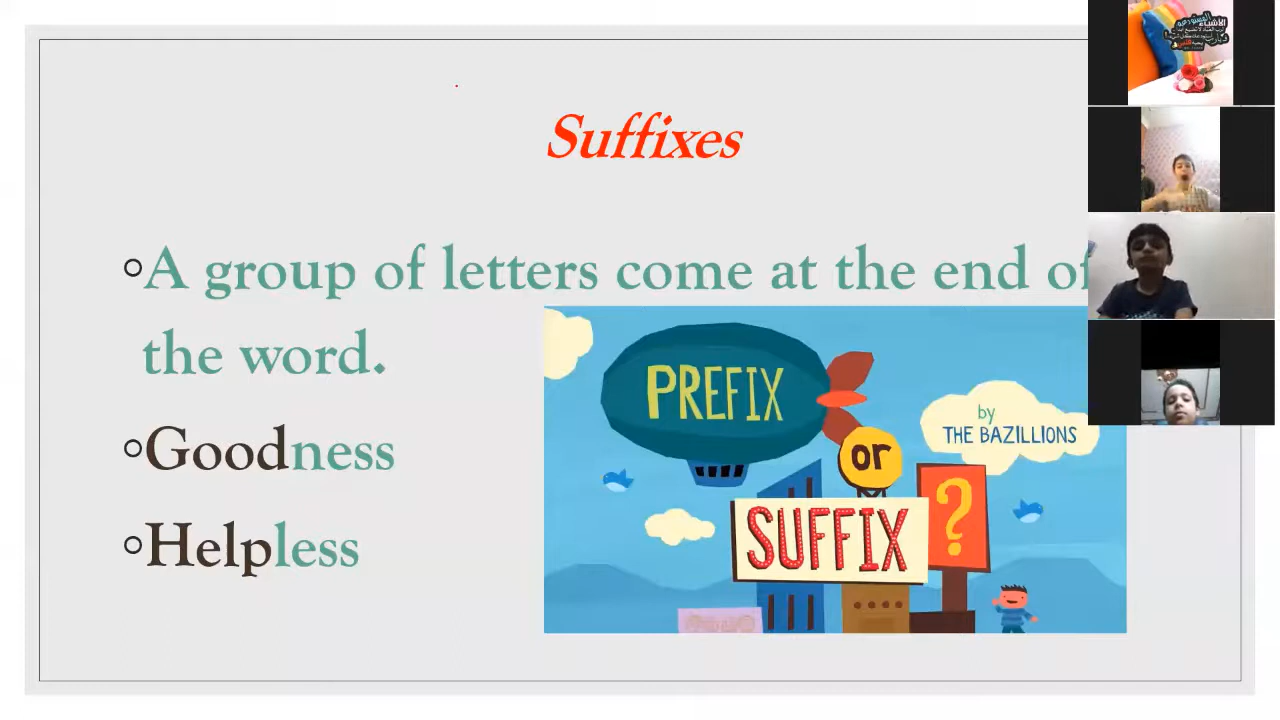 Suffixes
A group of letters come at the end of
the word.
Goodness
Helpless
PREFIX
or
SUFFIX
?
by
THE BAZILLIONS
الأشياء